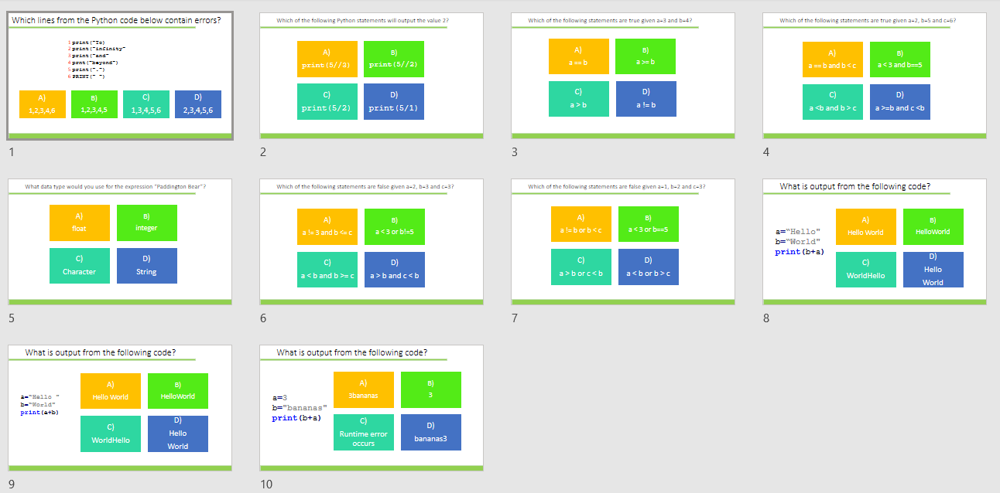 Which lines from the Python code below contain errors?
1 print("To)
2 print("infinity"
3 print("and"
4 prnt("beyond")
5 print(".")
6 PRINT(" ")
A)
1,2,3,4,6
B)
1,2,3,4,5
C)
1,3,4,5,6
D)
2,3,4,5,6
1
Which of the following Python statements will output the value 2?
A)
print(5//3)
B)
print(5//2)
C)
print(5/2)
D)
print(5/1)
2
Which of the following statements are true given a=3 and b=4?
A)
a == b
B)
a >= b
C)
a > b
D)
a != b
3
Which of the following statements are true given a=2, b=5 and c=6?
A)
a == b and b < c
B)
a < 3 and b==5
C)
a <b and b > c
D)
a >=b and c <b
4
What data type would you use for the expression "Paddington Bear"?
A)
float
B)
integer
C)
Character
D)
String
5
Which of the following statements are false given a=2, b=3 and c=3?
A)
a != 3 and b <= c
B)
a < 3 or b!=5
C)
a < b and b >= c
D)
a > b and c < b
6
Which of the following statements are false given a=1, b=2 and c=3?
A)
a != b or b < c
B)
a < 3 or b==5
C)
a > b or c < b
D)
a < b or b > c
7
What is output from the following code?
a="Hello"
b="World"
print(b+a)
A)
Hello World
B)
HelloWorld
C)
WorldHello
D)
Hello
World
8
What is output from the following code?
a="Hello "
b="World"
print(a+b)
A)
Hello World
B)
HelloWorld
C)
WorldHello
D)
Hello
World
9
What is output from the following code?
a=3
b="bananas"
print(b+a)
A)
3bananas
B)
3
C)
Runtime error
occurs
D)
bananas3
10